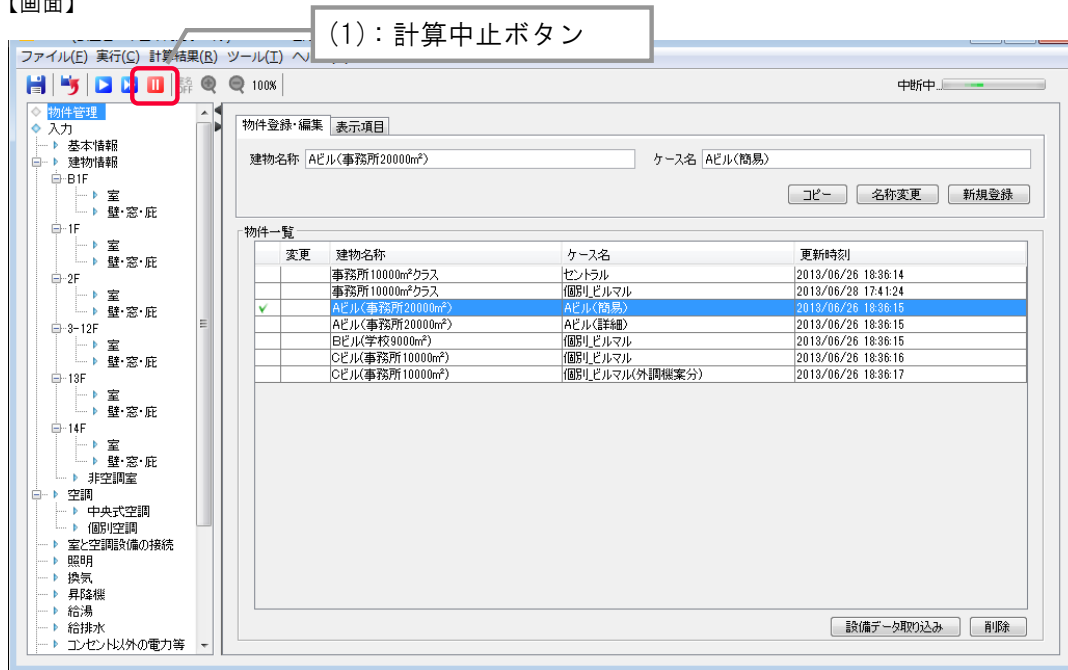 【画面】
(1)：計算中止ボタン
ファイル(F) 実行(C) 計算結果(R) ツール(T)
100%
中断中...
物件管理
入力
基本情報
建物情報
B1F
室
壁・窓・庇
1F
室
壁・窓・庇
2F
室
壁・窓・庇
3-12F
室
壁・窓・庇
13F
室
壁・窓・庇
14F
室
壁・窓・庇
非空調室
空調
中央式空調
個別空調
室と空調設備の接続
照明
換気
昇降機
給湯
給排水
コンセント以外の電力等
物件登録・編集 表示項目
建物名称 Aビル(事務所20000m²) ケース名 Aビル(簡易)
コピー 名称変更 新規登録
物件一覧
変更 建物名称 ケース名 更新時刻
事務所10000m²クラス セントラル 2013/06/26 18:36:14
事務所10000m²クラス 個別_ビルマル 2013/06/28 17:41:24
Aビル(事務所20000m²) Aビル(簡易) 2013/06/26 18:36:15
Aビル(事務所20000m²) Aビル(詳細) 2013/06/26 18:36:15
Bビル(学校9000m²) 個別_ビルマル 2013/06/26 18:36:15
Cビル(事務所10000m²) 個別_ビルマル 2013/06/26 18:36:16
Cビル(事務所10000m²) 個別_ビルマル(外調機案分) 2013/06/26 18:36:17
設備データ取り込み 削除